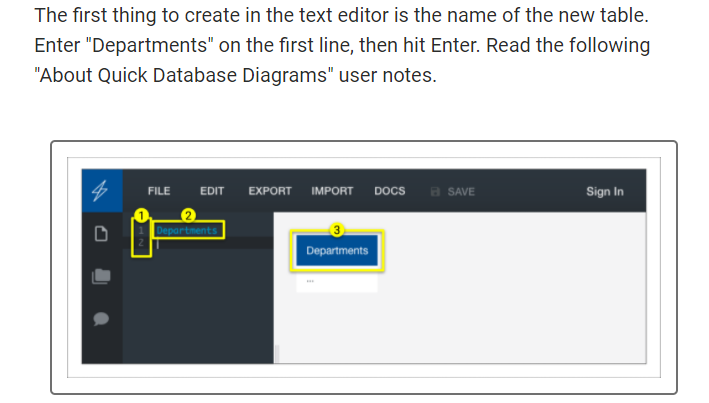 The first thing to create in the text editor is the name of the new table.
Enter "Departments" on the first line, then hit Enter. Read the following
"About Quick Database Diagrams" user notes.
FILE EDIT EXPORT IMPORT DOCS SAVE Sign In
1 2
1 Departments
2
3
Departments
...